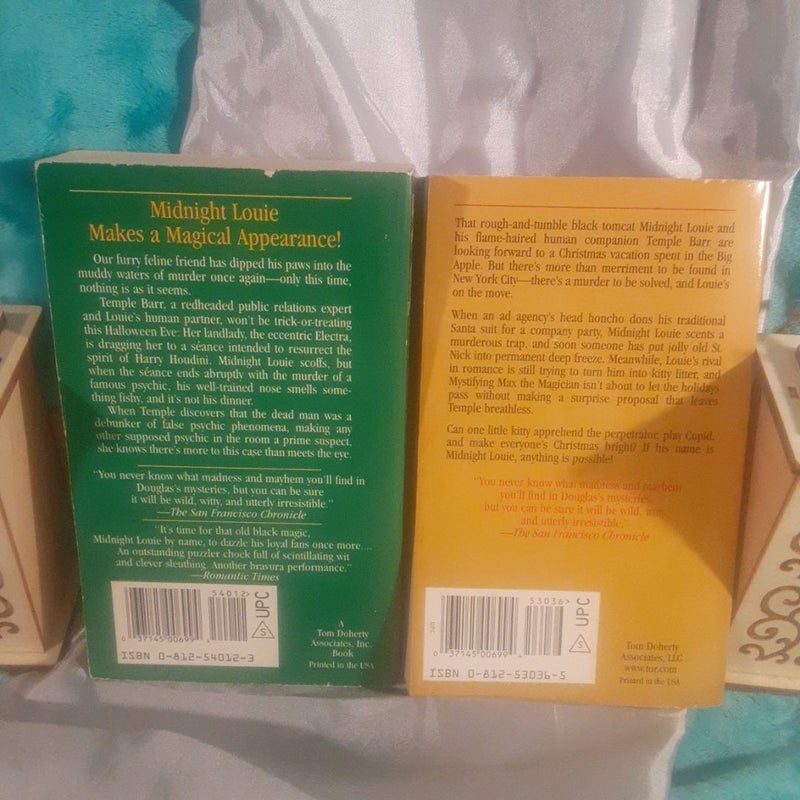 Midnight Louie
Makes a Magical Appearance!
Our furry feline friend has dipped his paws into the
muddy waters of murder once again—only this time,
nothing is as it seems.
Temple Barr, a redheaded public relations expert
and Louie's human partner, won't be trick-or-treating
this Halloween Eve: Her landlady, the eccentric Electra,
is dragging her to a séance intended to resurrect the
spirit of Harry Houdini. Midnight Louie scoffs, but
when the séance ends abruptly with the murder of a
famous psychic, his well-trained nose smells some-
thing fishy, and it's not his dinner.
When Temple discovers that the dead man was a
debunker of false psychic phenomena, making any
other supposed psychic in the room a prime suspect,
she knows there's more to this case than meets the eye.
"You never know what madness and mayhem you'll find in
Douglas's mysteries, but you can be sure
it will be wild, witty, and utterly irresistible."
—The San Francisco Chronicle
"It's time for that old black magic,
Midnight Louie by name, to dazzle his loyal fans once more....
An outstanding puzzler chock full of scintillating wit
and clever sleuthing. Another bravura performance."
—Romantic Times
54012>
UPC
S
0 37145 00699 4
ISBN 0-812-54012-3
A
Tom Doherty
Associates, Inc.
Book
Printed in the USA
That rough-and-tumble black tomcat Midnight Louie and
his flame-haired human companion Temple Barr are
looking forward to a Christmas vacation spent in the Big
Apple. But there's more than merriment to be found in
New York City—there's a murder to be solved, and Louie's
on the move.
When an ad agency's head honcho dons his traditional
Santa suit for a company party, Midnight Louie scents a
murderous trap, and soon someone has put jolly old St.
Nick into permanent deep freeze. Meanwhile, Louie's rival
in romance is still trying to turn him into kitty litter, and
Mystifying Max the Magician isn't about to let the holidays
pass without making a surprise proposal that leaves
Temple breathless.
Can one little kitty apprehend the perpetrator, play Cupid,
and make everyone's Christmas bright? If his name is
Midnight Louie, anything is possible!
"You never know what madness and mayhem
you'll find in Douglas's mysteries,
but you can be sure it will be wild, witty,
and utterly irresistible."
—The San Francisco Chronicle
53036>
UPC
S
0 37145 00699 4
ISBN 0-812-53036-5
Tom Doherty
Associates, LLC
www.tor.com
Printed in the USA